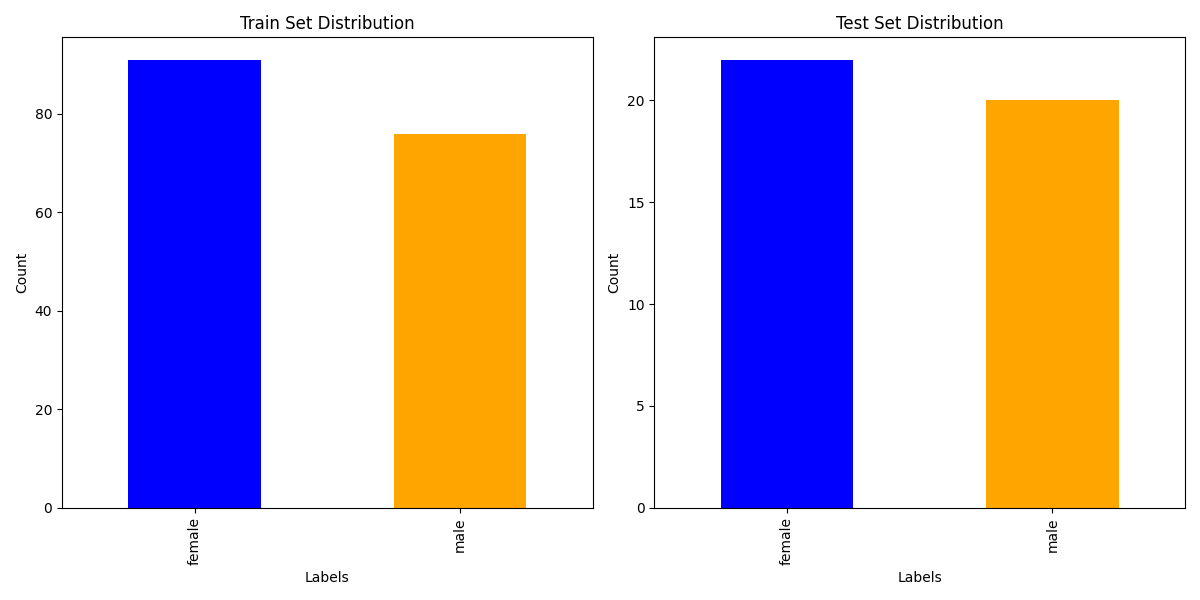 Train Set Distribution
Count
80
60
40
20
0
female
male
Labels
Test Set Distribution
Count
20
15
10
5
0
female
male
Labels